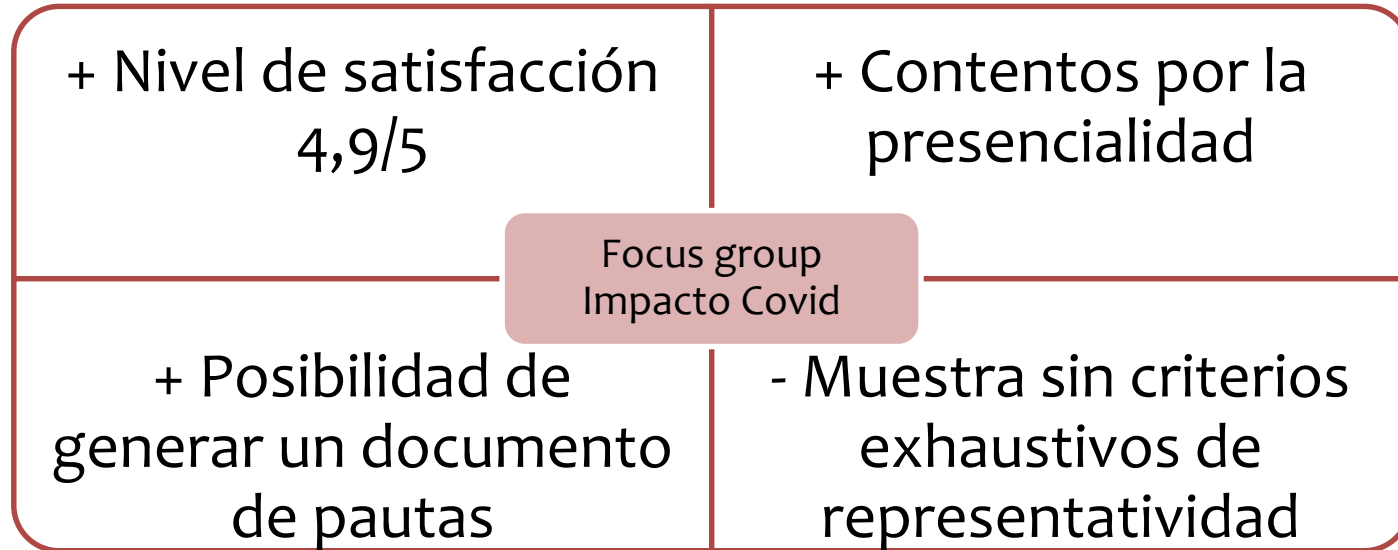 + Nivel de satisfacción
4,9/5
+ Contentos por la
presencialidad
Focus group
Impacto Covid
+ Posibilidad de
generar un documento
de pautas
- Muestra sin criterios
exhaustivos de
representatividad